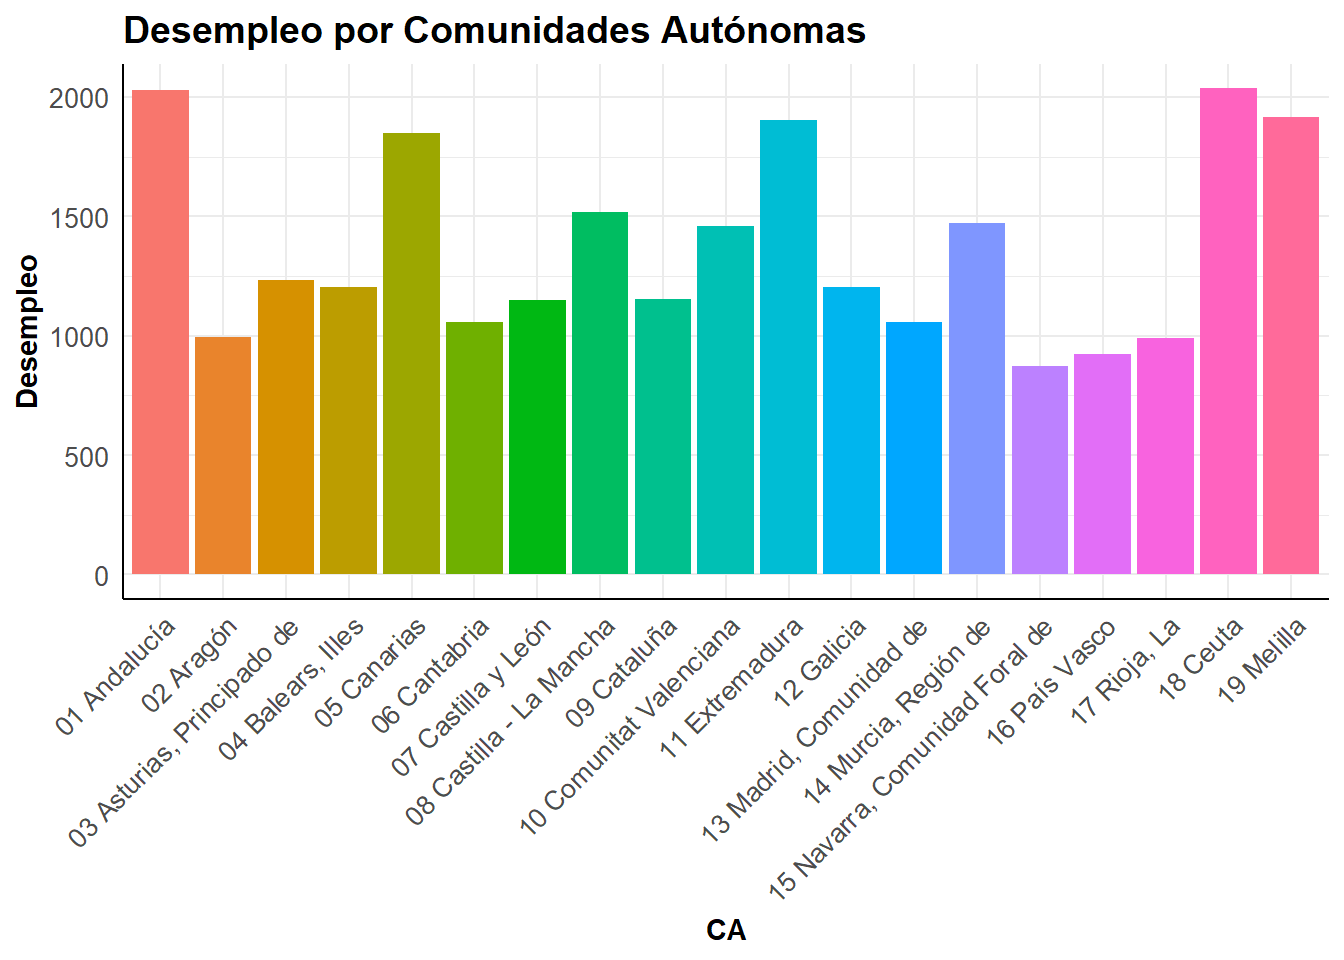 Desempleo por Comunidades Autónomas
Desempleo
2000
1500
1000
500
0
01 Andalucía
02 Aragón
03 Asturias, Principado de
04 Balears, Illes
05 Canarias
06 Cantabria
07 Castilla y León
08 Castilla - La Mancha
09 Cataluña
10 Comunitat Valenciana
11 Extremadura
12 Galicia
13 Madrid, Comunidad de
14 Murcia, Región de
15 Navarra, Comunidad Foral de
16 País Vasco
17 Rioja, La
18 Ceuta
19 Melilla
CA